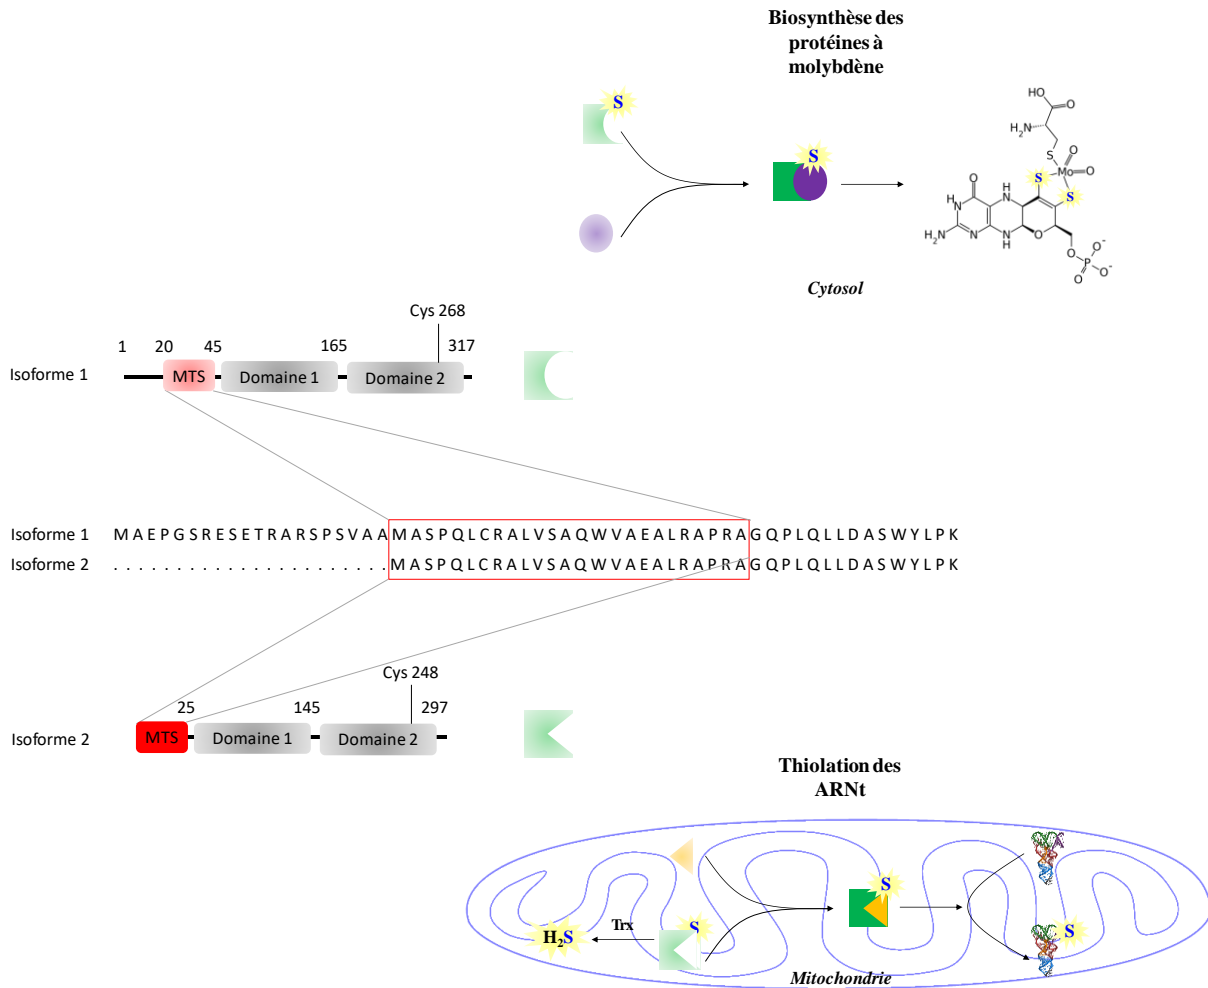 Biosynthèse des
protéines à
molybdène
S
S
HO
O
H₂N
S
O
Mo
O
S
S
O
H
N
HN
H₂N
N
N
H
O
O
O⁻
P
O
O⁻
Cytosol
Cys 268
1 20 45 165 317
Isoforme 1
MTS
Domaine 1
Domaine 2
Isoforme 1 M A E P G S R E S E T R A R S P S V A A M A S P Q L C R A L V S A Q W V A E A L R A P R A G Q P L Q L L D A S W Y L P K
Isoforme 2 . . . . . . . . . . . . . . . . . . . . M A S P Q L C R A L V S A Q W V A E A L R A P R A G Q P L Q L L D A S W Y L P K
Cys 248
25 145 297
Isoforme 2
MTS
Domaine 1
Domaine 2
Thiolation des
ARNt
S
H₂S
Trx
S
S
Mitochondrie